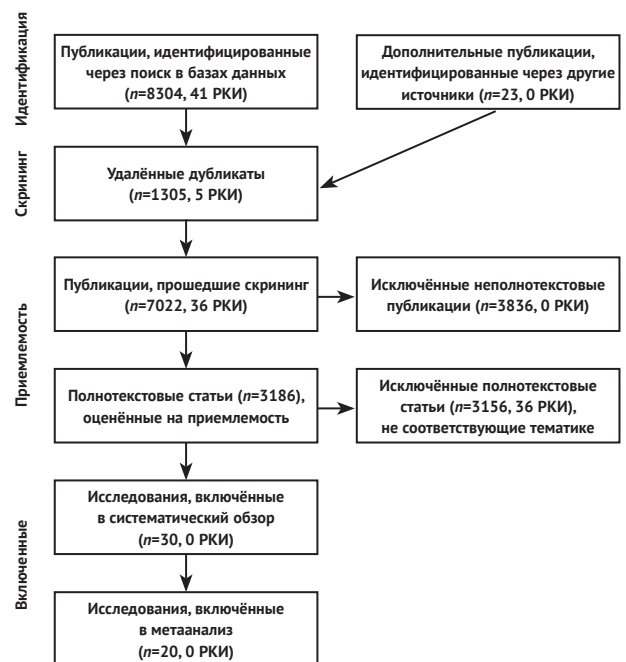 Идентификация
Публикации, идентифицированные
через поиск в базах данных
(n=8304, 41 РКИ)
Дополнительные публикации,
идентифицированные через другие
источники (n=23, 0 РКИ)
Скрининг
Удалённые дубликаты
(n=1305, 5 РКИ)
Приемлемость
Публикации, прошедшие скрининг
(n=7022, 36 РКИ)
Исключённые неполнотекстовые
публикации (n=3836, 0 РКИ)
Полнотекстовые статьи (n=3186),
оценённые на приемлемость
Исключённые полнотекстовые
статьи (n=3156, 36 РКИ),
не соответствующие тематике
Включенные
Исследования, включённые
в систематический обзор
(n=30, 0 РКИ)
Исследования, включённые
в метаанализ
(n=20, 0 РКИ)